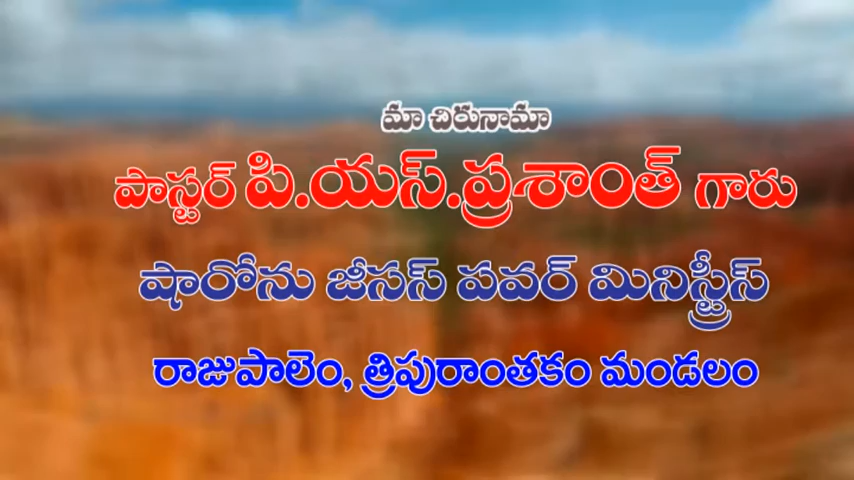 మా చిరునామా
పాస్టర్ పి.యస్.ప్రశాంత్ గారు
షారోను జీసస్ పవర్ మినిస్ట్రీస్
రాజుపాలెం, త్రిపురాంతకం మండలం